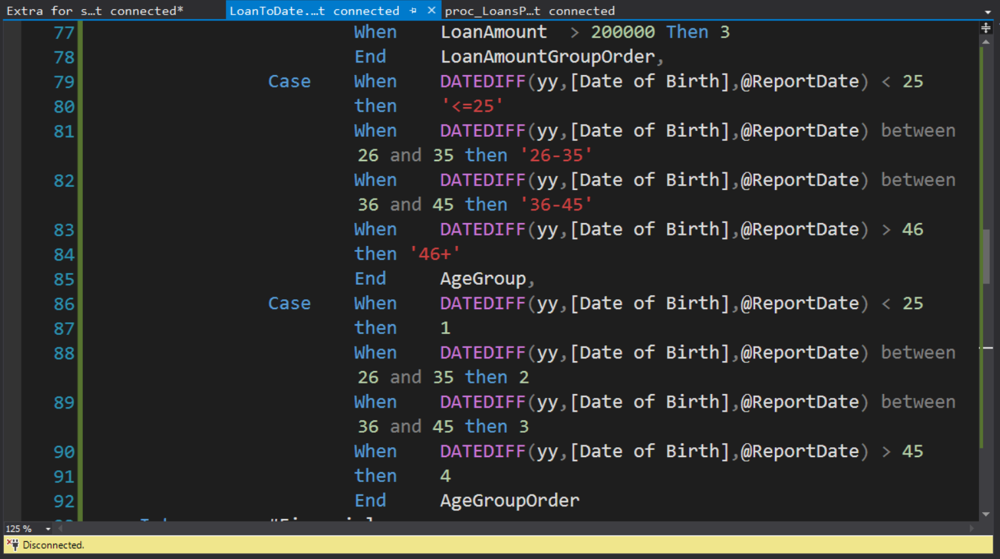 Extra for s...t connected*
LoanToDate....t connected
proc_LoansP...t connected
77 When LoanAmount > 200000 Then 3
78 End LoanAmountGroupOrder,
79 Case When DATEDIFF(yy,[Date of Birth],@ReportDate) < 25
80 then '<=25'
81 When DATEDIFF(yy,[Date of Birth],@ReportDate) between
26 and 35 then '26-35'
82 When DATEDIFF(yy,[Date of Birth],@ReportDate) between
36 and 45 then '36-45'
83 When DATEDIFF(yy,[Date of Birth],@ReportDate) > 46
84 then '46+'
85 End AgeGroup,
86 Case When DATEDIFF(yy,[Date of Birth],@ReportDate) < 25
87 then 1
88 When DATEDIFF(yy,[Date of Birth],@ReportDate) between
26 and 35 then 2
89 When DATEDIFF(yy,[Date of Birth],@ReportDate) between
36 and 45 then 3
90 When DATEDIFF(yy,[Date of Birth],@ReportDate) > 45
91 then 4
92 End AgeGroupOrder
125 %
Disconnected.